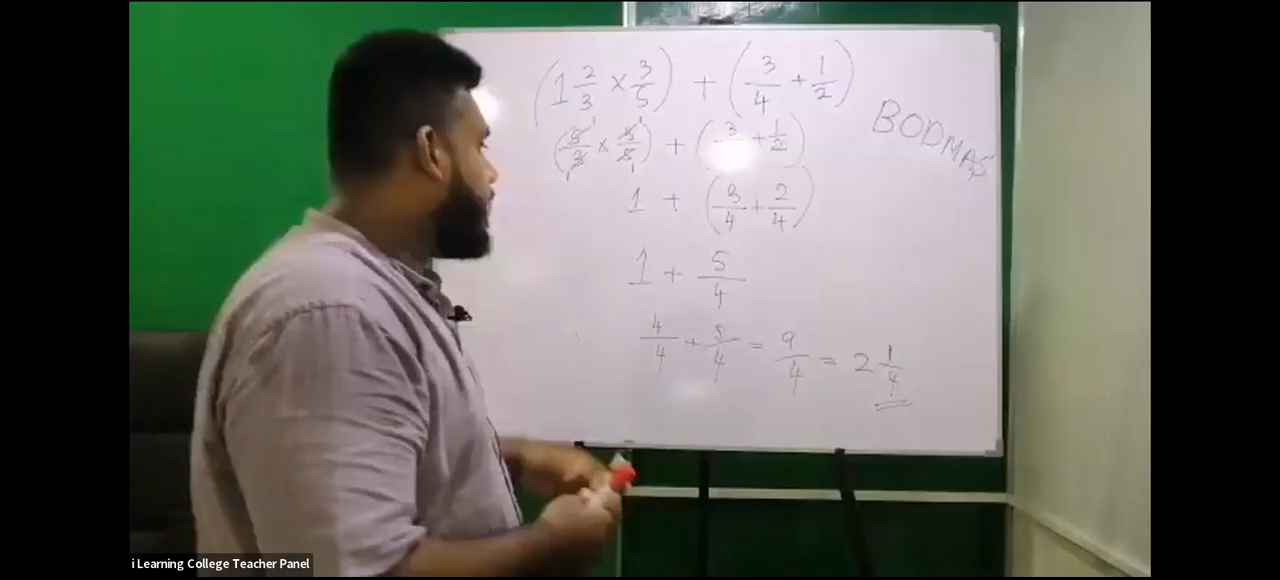 (1 2/3 × 3/5) + (3/4 + 1/2)
BODMAS
(5/3 × 3/5) + (3/ + 1/2)
1 + (3/4 + 2/4)
1 + 5/4
4/4 + 5/4 = 9/4 = 2 1/4
i Learning College Teacher Panel